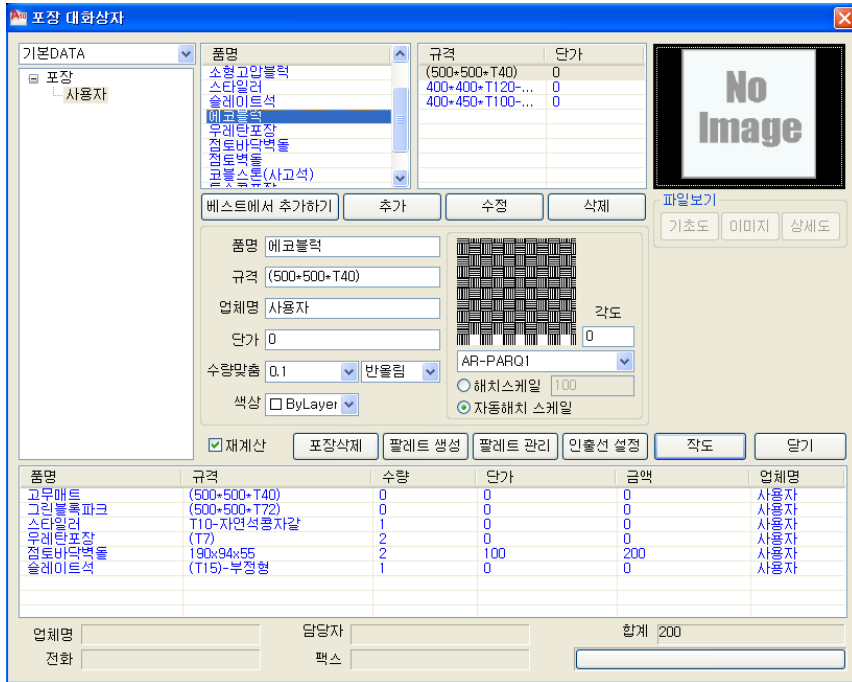 포장 대화상자
기본DATA
포장
사용자
품명
소형고압블럭
스타일러
슬레이트석
에코블럭
우레탄포장
점토바닥벽돌
점토벽돌
코블스톤(사고석)
규격 단가
(500*500*T40) 0
400*400*T120-... 0
400*450*T100-... 0
No
Image
베스트에서 추가하기 추가 수정 삭제
파일보기
기초도 이미지 상세도
품명 에코블럭
규격 (500*500*T40)
업체명 사용자
단가 0
수량맞춤 0.1 반올림
색상 ByLayer
각도
0
AR-PARQ1
해치스케일 100
자동해치 스케일
재계산 포장삭제 팔레트 생성 팔레트 관리 인출선 설정 작도 닫기
품명 규격 수량 단가 금액 업체명
고무매트 (500*500*T40) 0 0 0 사용자
그린블록파크 (500*500*T72) 0 0 0 사용자
스타일러 T10-자연석콩자갈 1 0 0 사용자
우레탄포장 (T7) 2 0 0 사용자
점토바닥벽돌 190x94x55 2 100 200 사용자
슬레이트석 (T15)-부정형 1 0 0 사용자
업체명 담당자 합계 200
전화 팩스